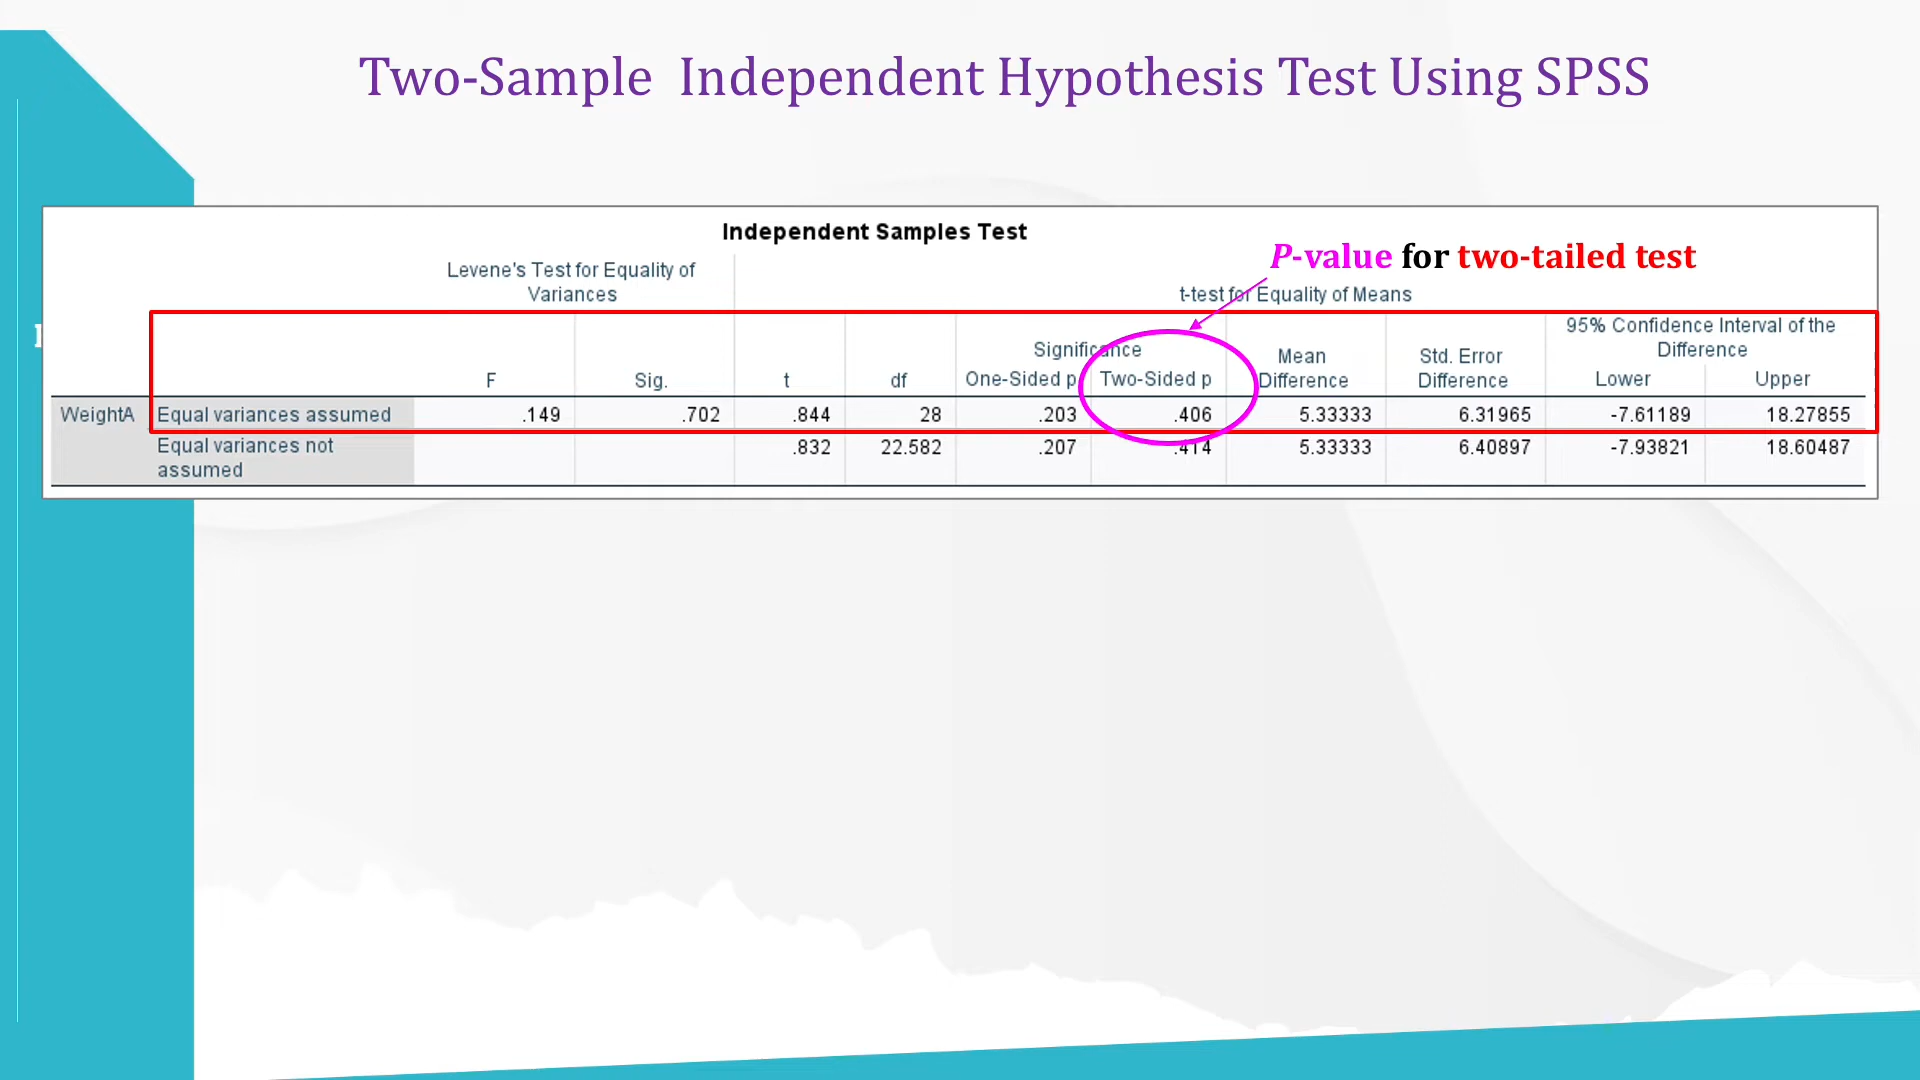 Two-Sample Independent Hypothesis Test Using SPSS
Independent Samples Test
P-value for two-tailed test
Levene's Test for Equality of Variances
t-test for Equality of Means
F Sig. t df Significance One-Sided p Two-Sided p Mean Difference Std. Error Difference 95% Confidence Interval of the Difference Lower Upper
WeightA Equal variances assumed .149 .702 .844 28 .203 .406 5.33333 6.31965 -7.61189 18.27855
Equal variances not assumed .832 22.582 .207 .414 5.33333 6.40897 -7.93821 18.60487